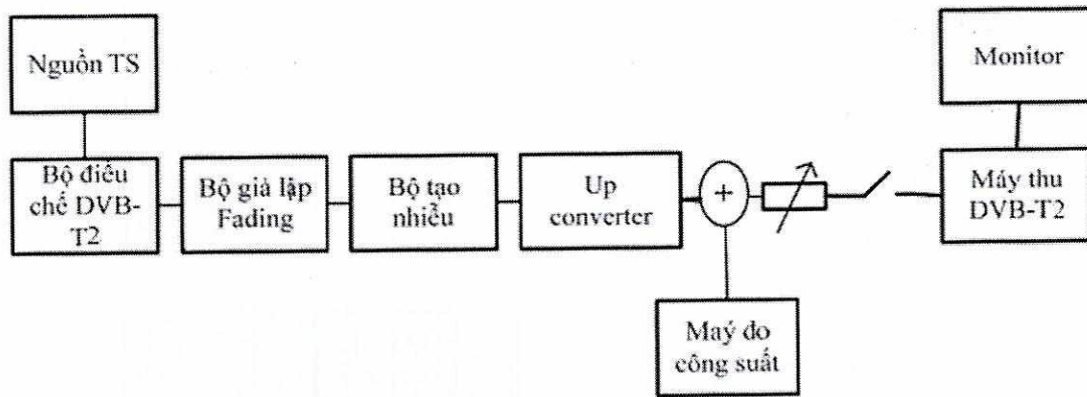 Nguồn TS
Monitor
Bộ điều
chế DVB-
T2
Bộ giả lập
Fading
Bộ tạo
nhiễu
Up
converter
+
Máy thu
DVB-T2
Maý đo
công suất